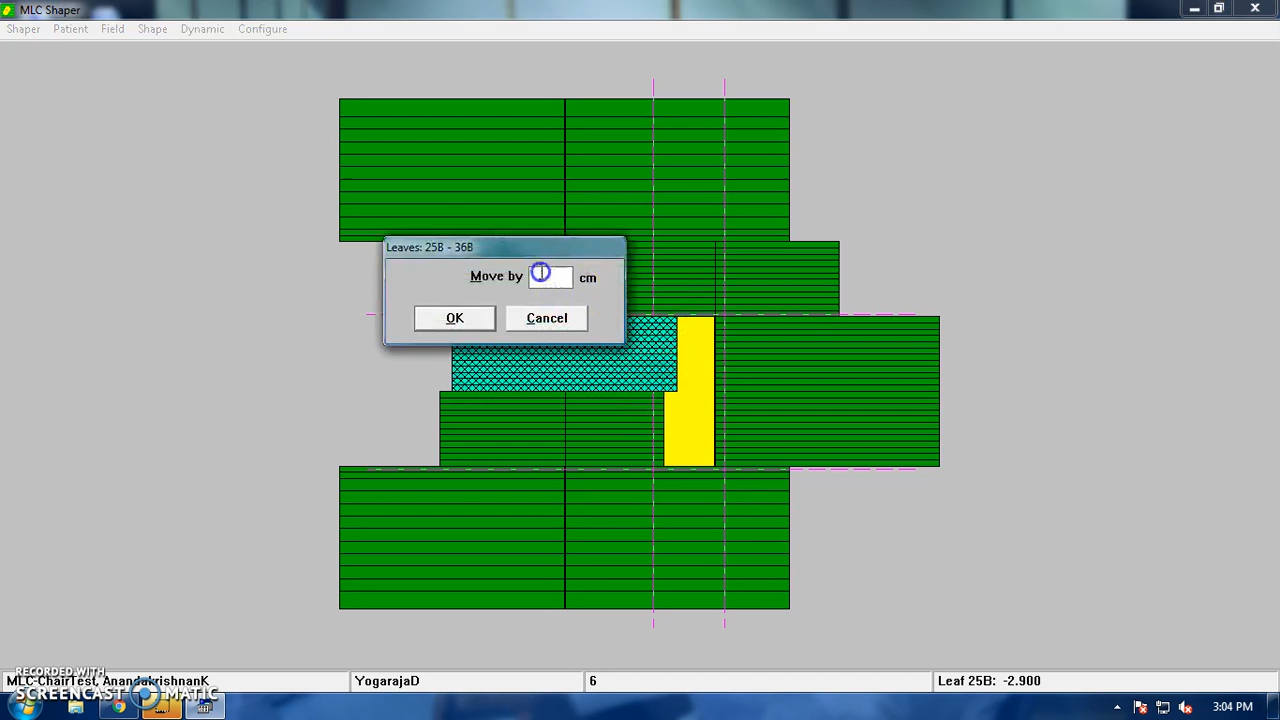 MLC Shaper
Shaper Patient Field Shape Dynamic Configure
Leaves: 25B - 36B
Move by cm
OK Cancel
MLC-ChairTest, AnandakrishnanK YogarajaD 6 Leaf 25B: -2.900
RECORDED WITH
SCREENCAST MATIC
3:04 PM